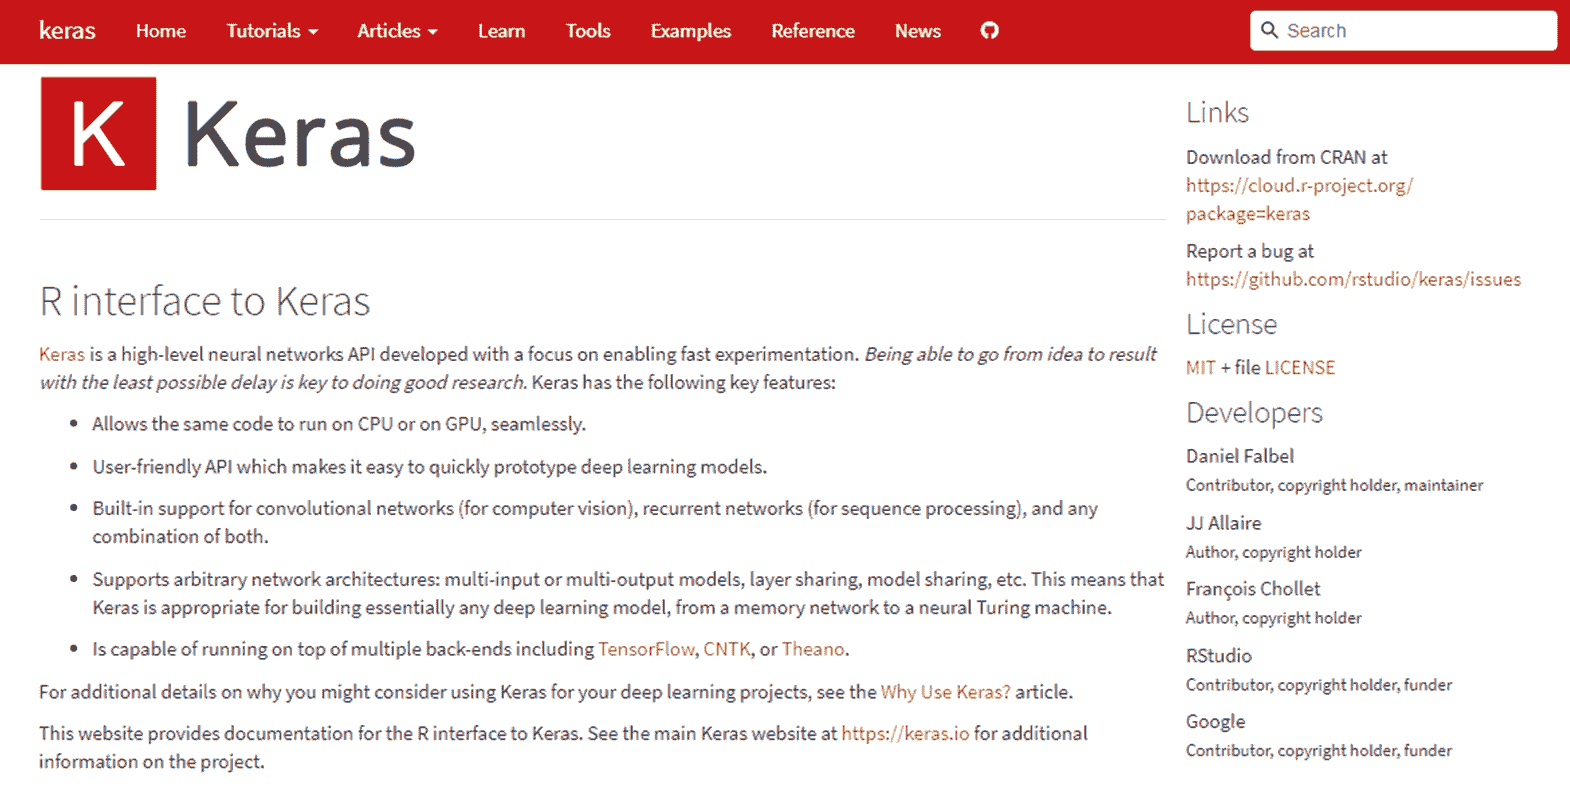 keras Home Tutorials Articles Learn Tools Examples Reference News Search
K Keras
R interface to Keras
Keras is a high-level neural networks API developed with a focus on enabling fast experimentation. Being able to go from idea to result
with the least possible delay is key to doing good research. Keras has the following key features:
• Allows the same code to run on CPU or on GPU, seamlessly.
• User-friendly API which makes it easy to quickly prototype deep learning models.
• Built-in support for convolutional networks (for computer vision), recurrent networks (for sequence processing), and any
combination of both.
• Supports arbitrary network architectures: multi-input or multi-output models, layer sharing, model sharing, etc. This means that
Keras is appropriate for building essentially any deep learning model, from a memory network to a neural Turing machine.
• Is capable of running on top of multiple back-ends including TensorFlow, CNTK, or Theano.
For additional details on why you might consider using Keras for your deep learning projects, see the Why Use Keras? article.
This website provides documentation for the R interface to Keras. See the main Keras website at https://keras.io for additional
information on the project.
Links
Download from CRAN at
https://cloud.r-project.org/
package=keras
Report a bug at
https://github.com/rstudio/keras/issues
License
MIT + file LICENSE
Developers
Daniel Falbel
Contributor, copyright holder, maintainer
JJ Allaire
Author, copyright holder
François Chollet
Author, copyright holder
RStudio
Contributor, copyright holder, funder
Google
Contributor, copyright holder, funder